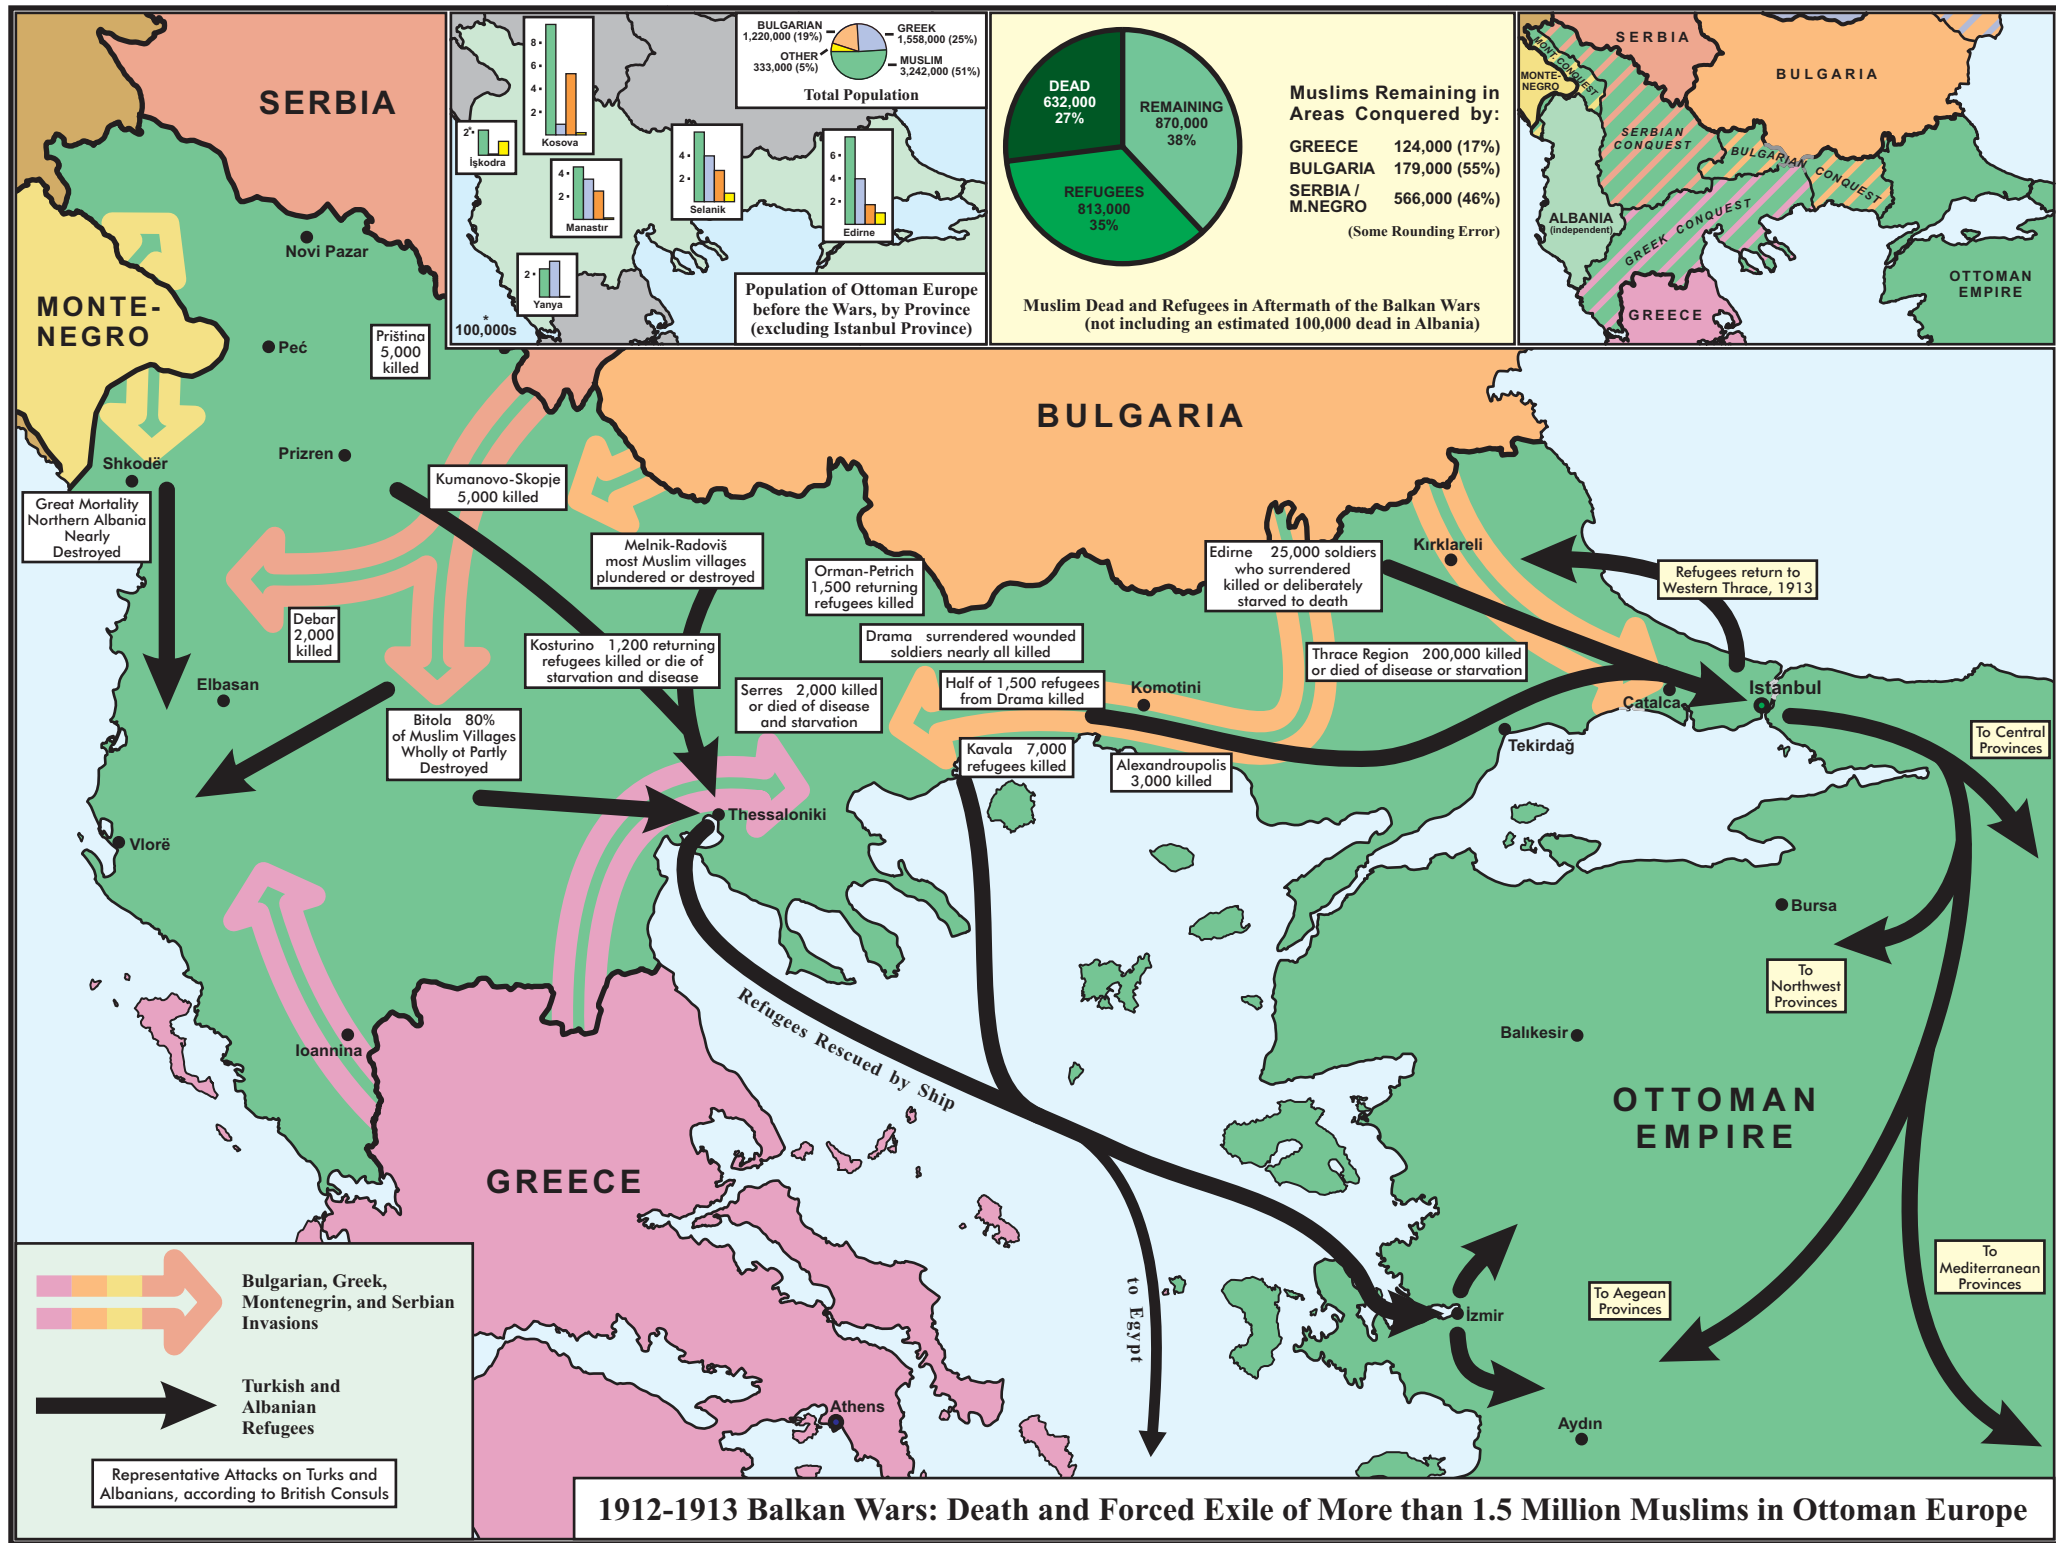 SERBIA
MONTE-
NEGRO
Novi Pazar
Peć
Priština
5,000
killed
Prizren
Shkodër
Great Mortality
Northern Albania
Nearly
Destroyed
8
6
4
2
Kosova
2*
İşkodra
4
2
Manastır
4
2
Selanik
6
4
2
Edirne
2
Yanya
*
100,000s
BULGARIAN
1,220,000 (19%)
GREEK
1,558,000 (25%)
OTHER
333,000 (5%)
MUSLIM
3,242,000 (51%)
Total Population
Population of Ottoman Europe
before the Wars, by Province
(excluding Istanbul Province)
DEAD
632,000
27%
REMAINING
870,000
38%
REFUGEES
813,000
35%
Muslims Remaining in
Areas Conquered by:
GREECE 124,000 (17%)
BULGARIA 179,000 (55%)
SERBIA /
M.NEGRO 566,000 (46%)
(Some Rounding Error)
Muslim Dead and Refugees in Aftermath of the Balkan Wars
(not including an estimated 100,000 dead in Albania)
SERBIA
BULGARIA
MONT. CONQUEST
MONTE-
NEGRO
SERBIAN
CONQUEST
BULGARIAN
CONQUEST
ALBANIA
(independent)
GREEK CONQUEST
GREECE
OTTOMAN
EMPIRE
BULGARIA
Kumanovo-Skopje
5,000 killed
Melnik-Radoviš
most Muslim villages
plundered or destroyed
Orman-Petrich
1,500 returning
refugees killed
Edirne 25,000 soldiers
who surrendered
killed or deliberately
starved to death
Kırklareli
Refugees return to
Western Thrace, 1913
Debar
2,000
killed
Kosturino 1,200 returning
refugees killed or die of
starvation and disease
Drama surrendered wounded
soldiers nearly all killed
Thrace Region 200,000 killed
or died of disease or starvation
Elbasan
Serres 2,000 killed
or died of disease
and starvation
Half of 1,500 refugees
from Drama killed
Komotini
Çatalca
Istanbul
Bitola 80%
of Muslim Villages
Wholly ot Partly
Destroyed
Kavala 7,000
refugees killed
Alexandroupolis
3,000 killed
Tekirdağ
To Central
Provinces
Thessaloniki
Vlorë
Bursa
To
Northwest
Provinces
Refugees Rescued by Ship
Balıkesir
Ioannina
OTTOMAN
EMPIRE
GREECE
to Egypt
To
Mediterranean
Provinces
To Aegean
Provinces
İzmir
Athens
Aydın
Bulgarian, Greek,
Montenegrin, and Serbian
Invasions
Turkish and
Albanian
Refugees
Representative Attacks on Turks and
Albanians, according to British Consuls
1912-1913 Balkan Wars: Death and Forced Exile of More than 1.5 Million Muslims in Ottoman Europe